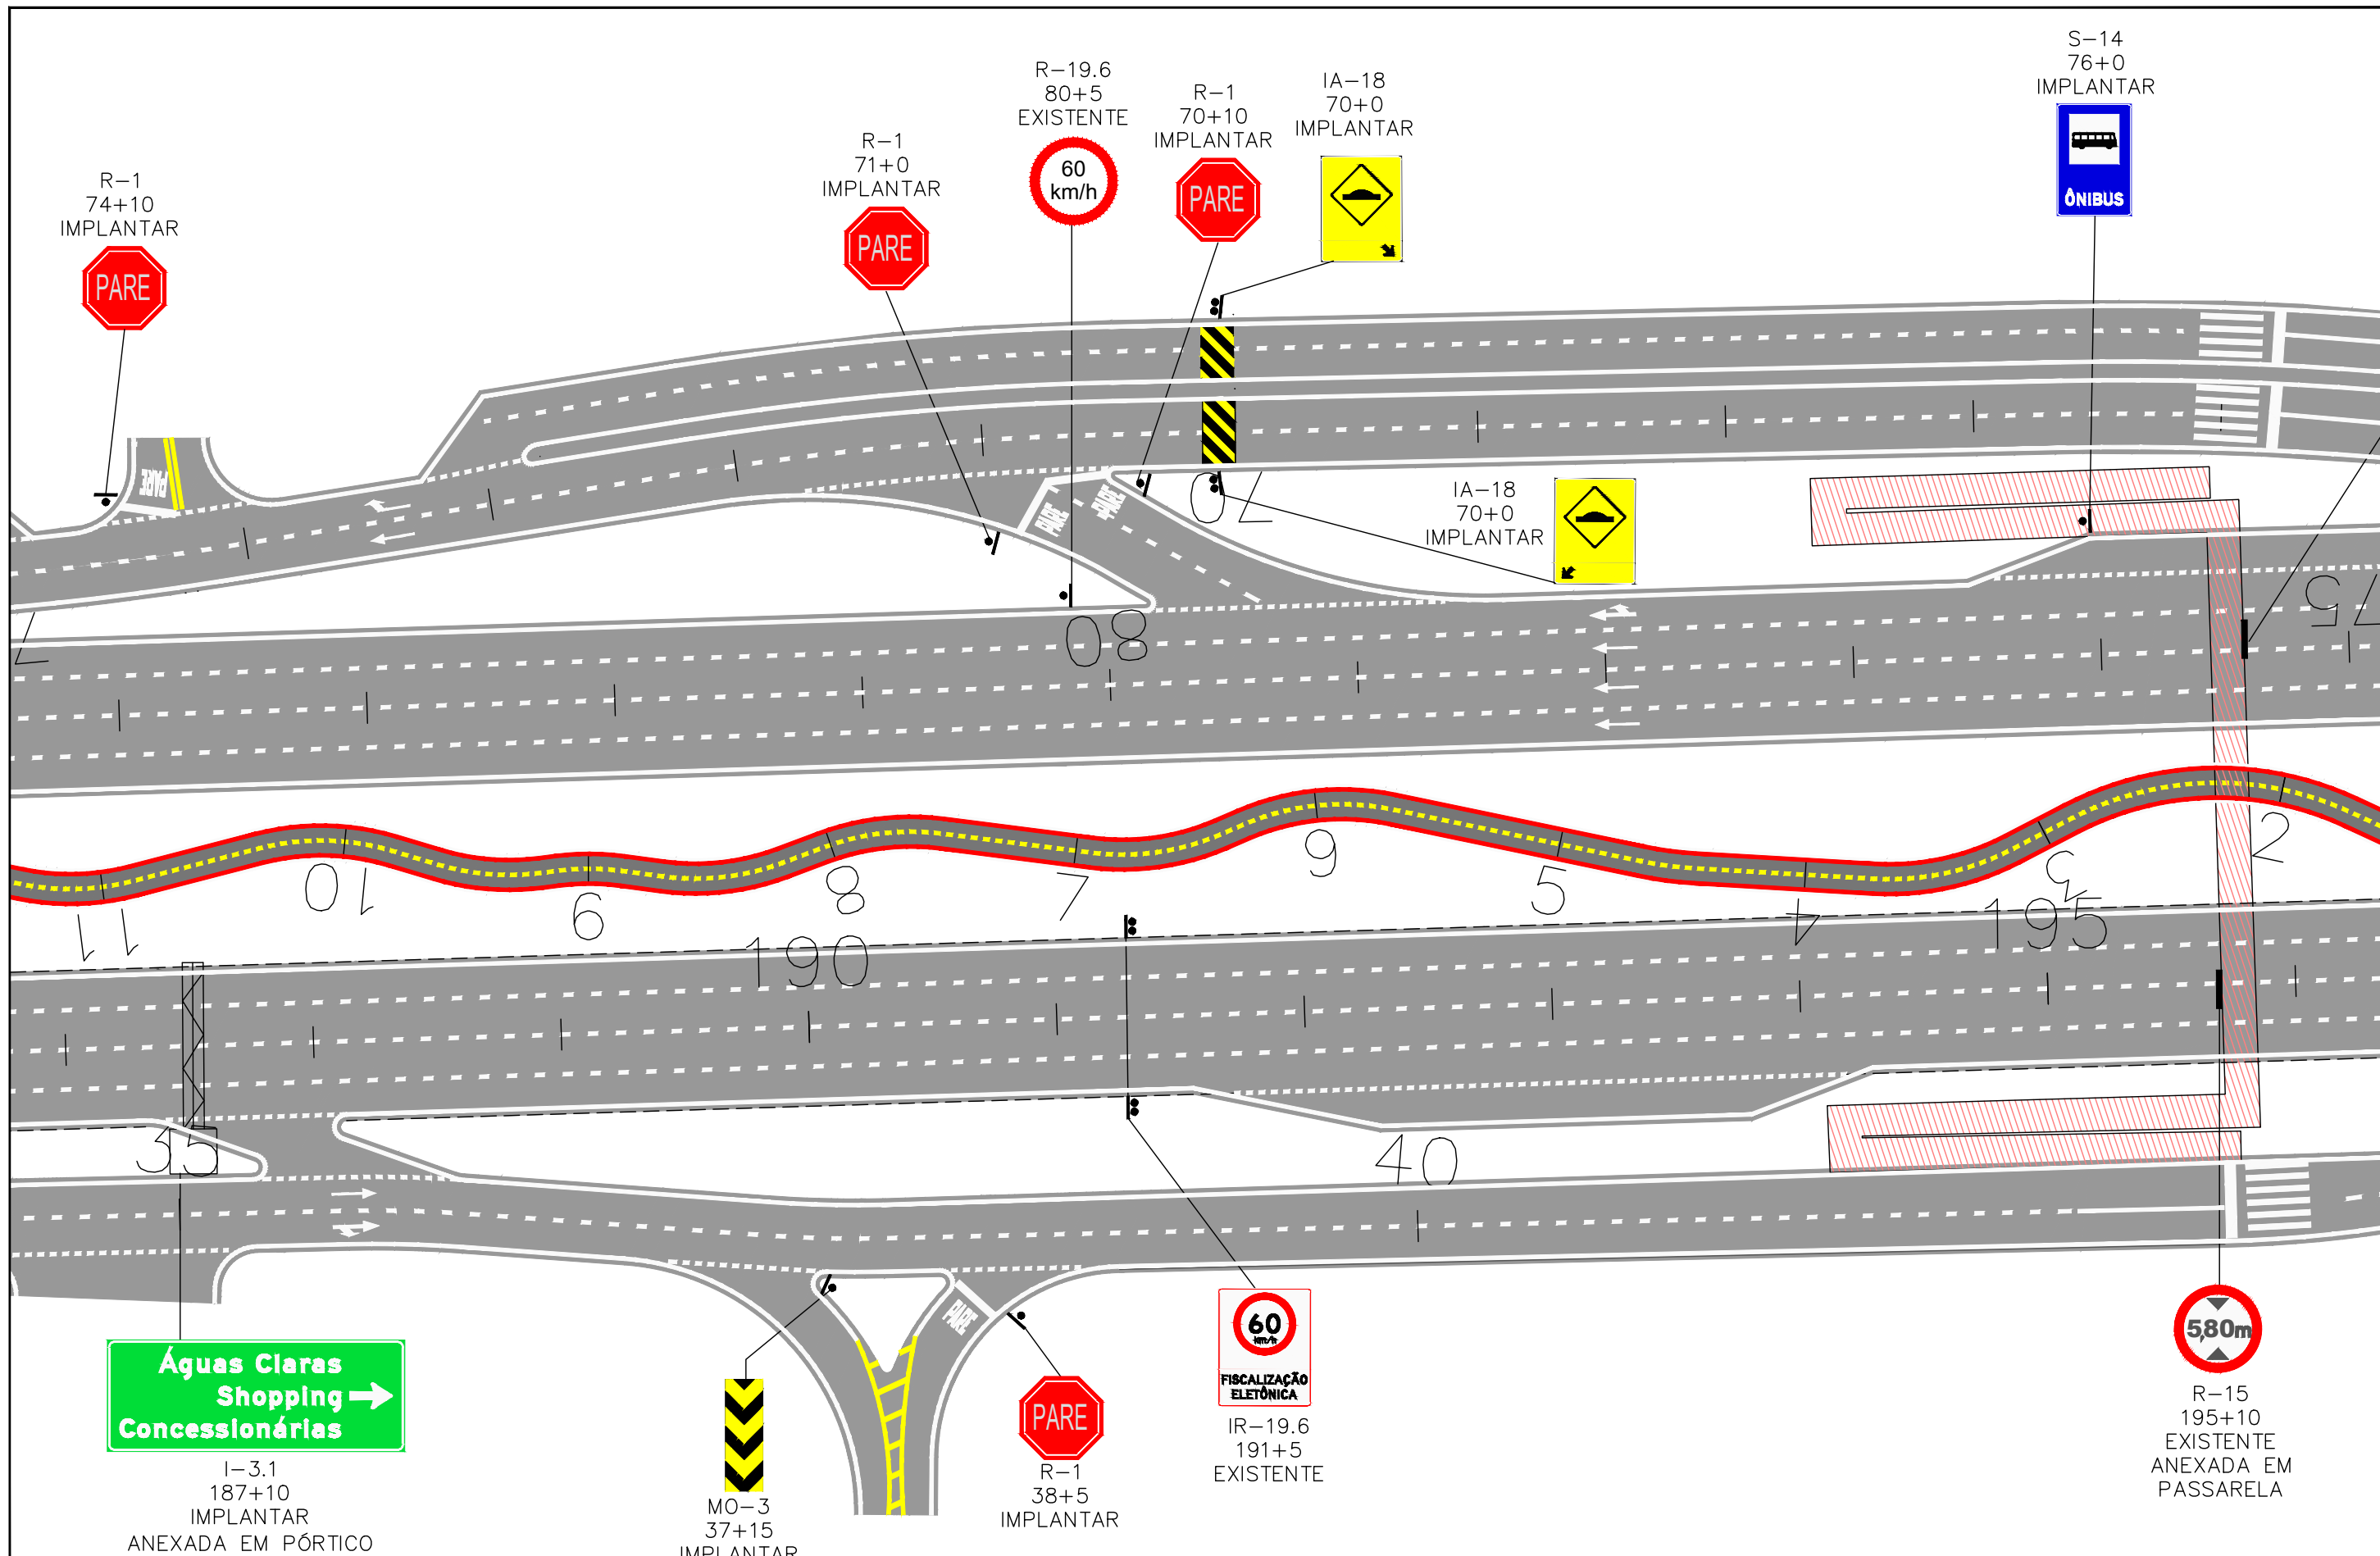 S-14
76+0
IMPLANTAR
ÔNIBUS
R-19.6
80+5
EXISTENTE
60
km/h
R-1
70+10
IMPLANTAR
PARE
IA-18
70+0
IMPLANTAR
R-1
71+0
IMPLANTAR
PARE
R-1
74+10
IMPLANTAR
PARE
PARE
PARE
PARE
70
IA-18
70+0
IMPLANTAR
75
80
7
2
3
4
5
6
7
8
9
10
11
190
195
35
40
PARE
Águas Claras
Shopping
Concessionárias
I-3.1
187+10
IMPLANTAR
ANEXADA EM PÓRTICO
MO-3
37+15
IMPLANTAR
PARE
R-1
38+5
IMPLANTAR
60
km/h
FISCALIZAÇÃO
ELETÔNICA
IR-19.6
191+5
EXISTENTE
5,80m
R-15
195+10
EXISTENTE
ANEXADA EM
PASSARELA